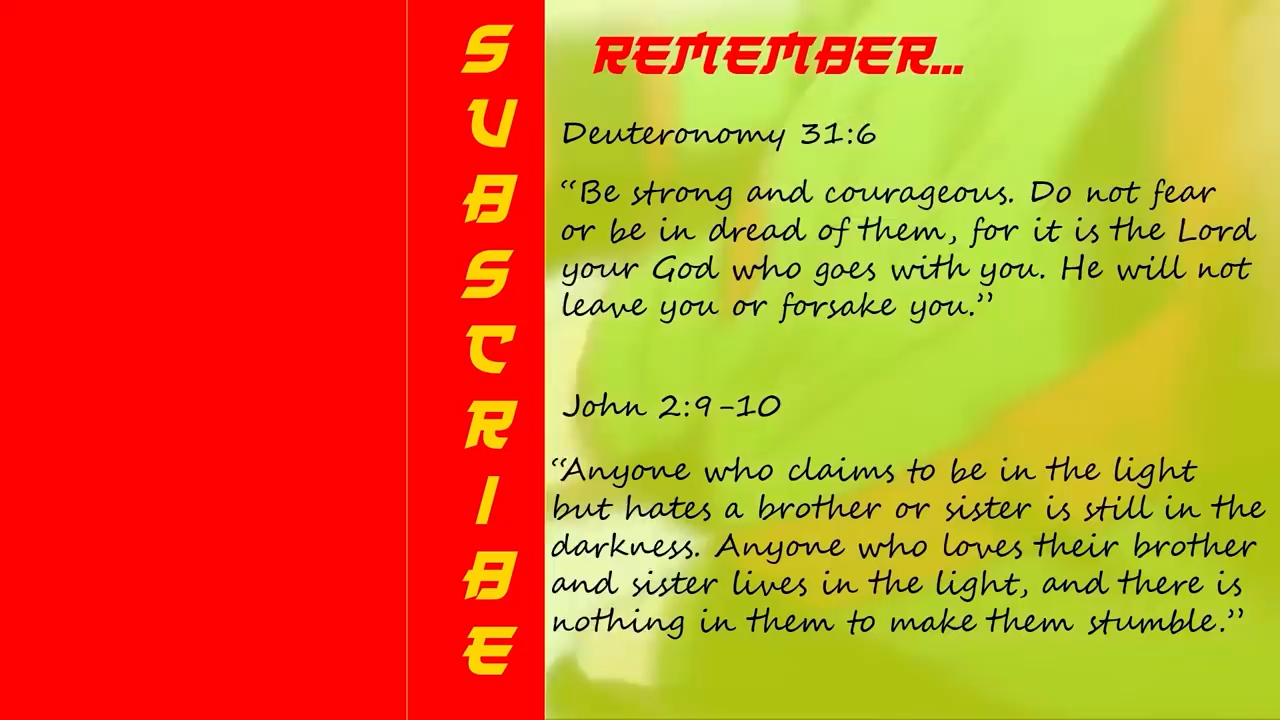 SUBSCRIBE
REMEMBER...
Deuteronomy 31:6
“Be strong and courageous. Do not fear
or be in dread of them, for it is the Lord
your God who goes with you. He will not
leave you or forsake you.”
John 2:9-10
“Anyone who claims to be in the light
but hates a brother or sister is still in the
darkness. Anyone who loves their brother
and sister lives in the light, and there is
nothing in them to make them stumble.”